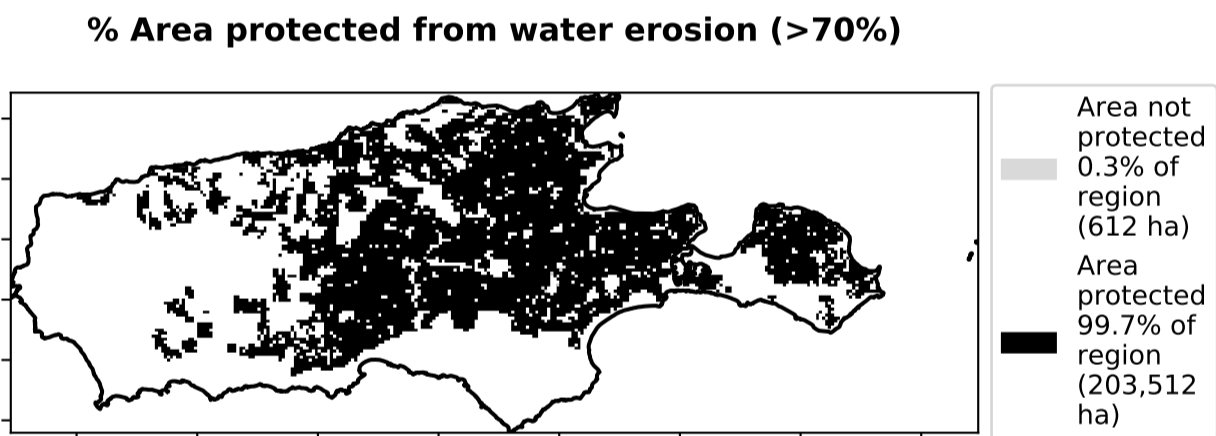 % Area protected from water erosion (>70%)
Area not
protected
0.3% of
region
(612 ha)
Area
protected
99.7% of
region
(203,512
ha)